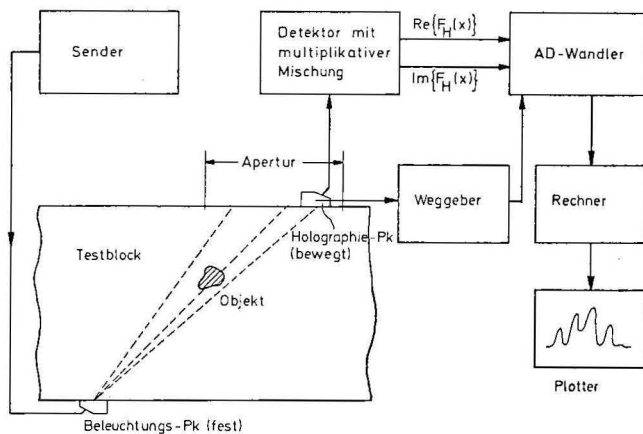 Sender
Detektor mit
multiplikativer
Mischung
Re{F_H(x)}
Im{F_H(x)}
AD-Wandler
Apertur
Weggeber
Rechner
Testblock
Holographie-Pk
(bewegt)
Objekt
Plotter
Beleuchtungs-Pk (fest)